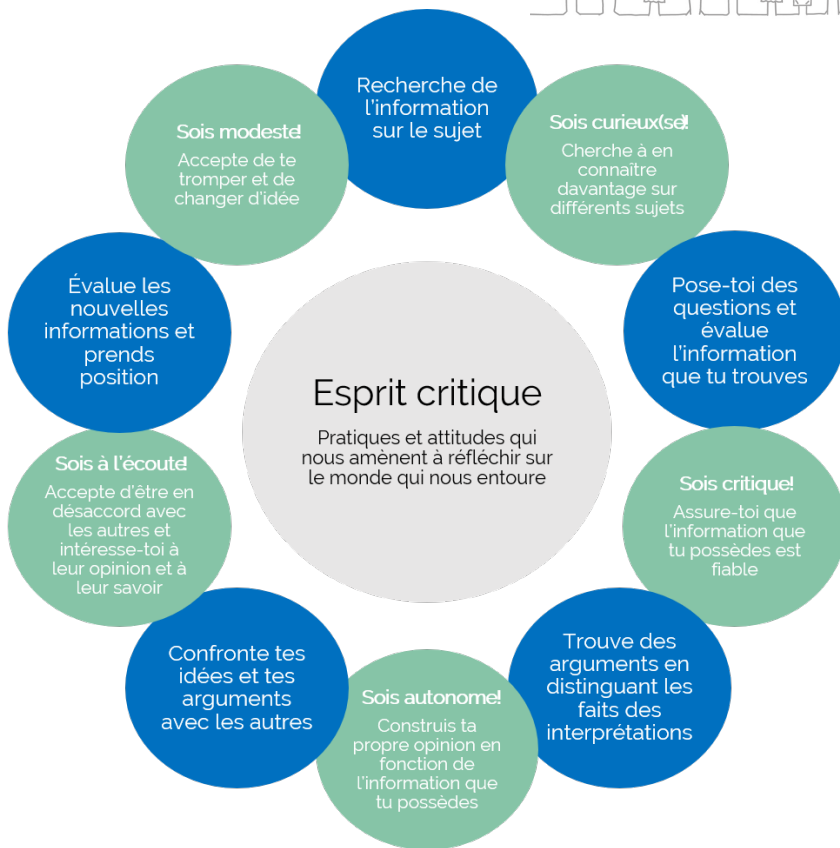 Recherche de
l'information
sur le sujet
Sois curieux(se)!
Cherche à en
connaître
davantage sur
différents sujets
Pose-toi des
questions et
évalue
l'information
que tu trouves
Sois critique!
Assure-toi que
l'information que
tu possèdes est
fiable
Trouve des
arguments en
distinguant les
faits des
interprétations
Sois autonome!
Construis ta
propre opinion en
fonction de
l'information que
tu possèdes
Confronte tes
idées et tes
arguments
avec les autres
Sois à l'écoute!
Accepte d'être en
désaccord avec
les autres et
intéresse-toi à
leur opinion et à
leur savoir
Évalue les
nouvelles
informations et
prends
position
Sois modeste!
Accepte de te
tromper et de
changer d'idée
Esprit critique
Pratiques et attitudes qui
nous amènent à réfléchir sur
le monde qui nous entoure